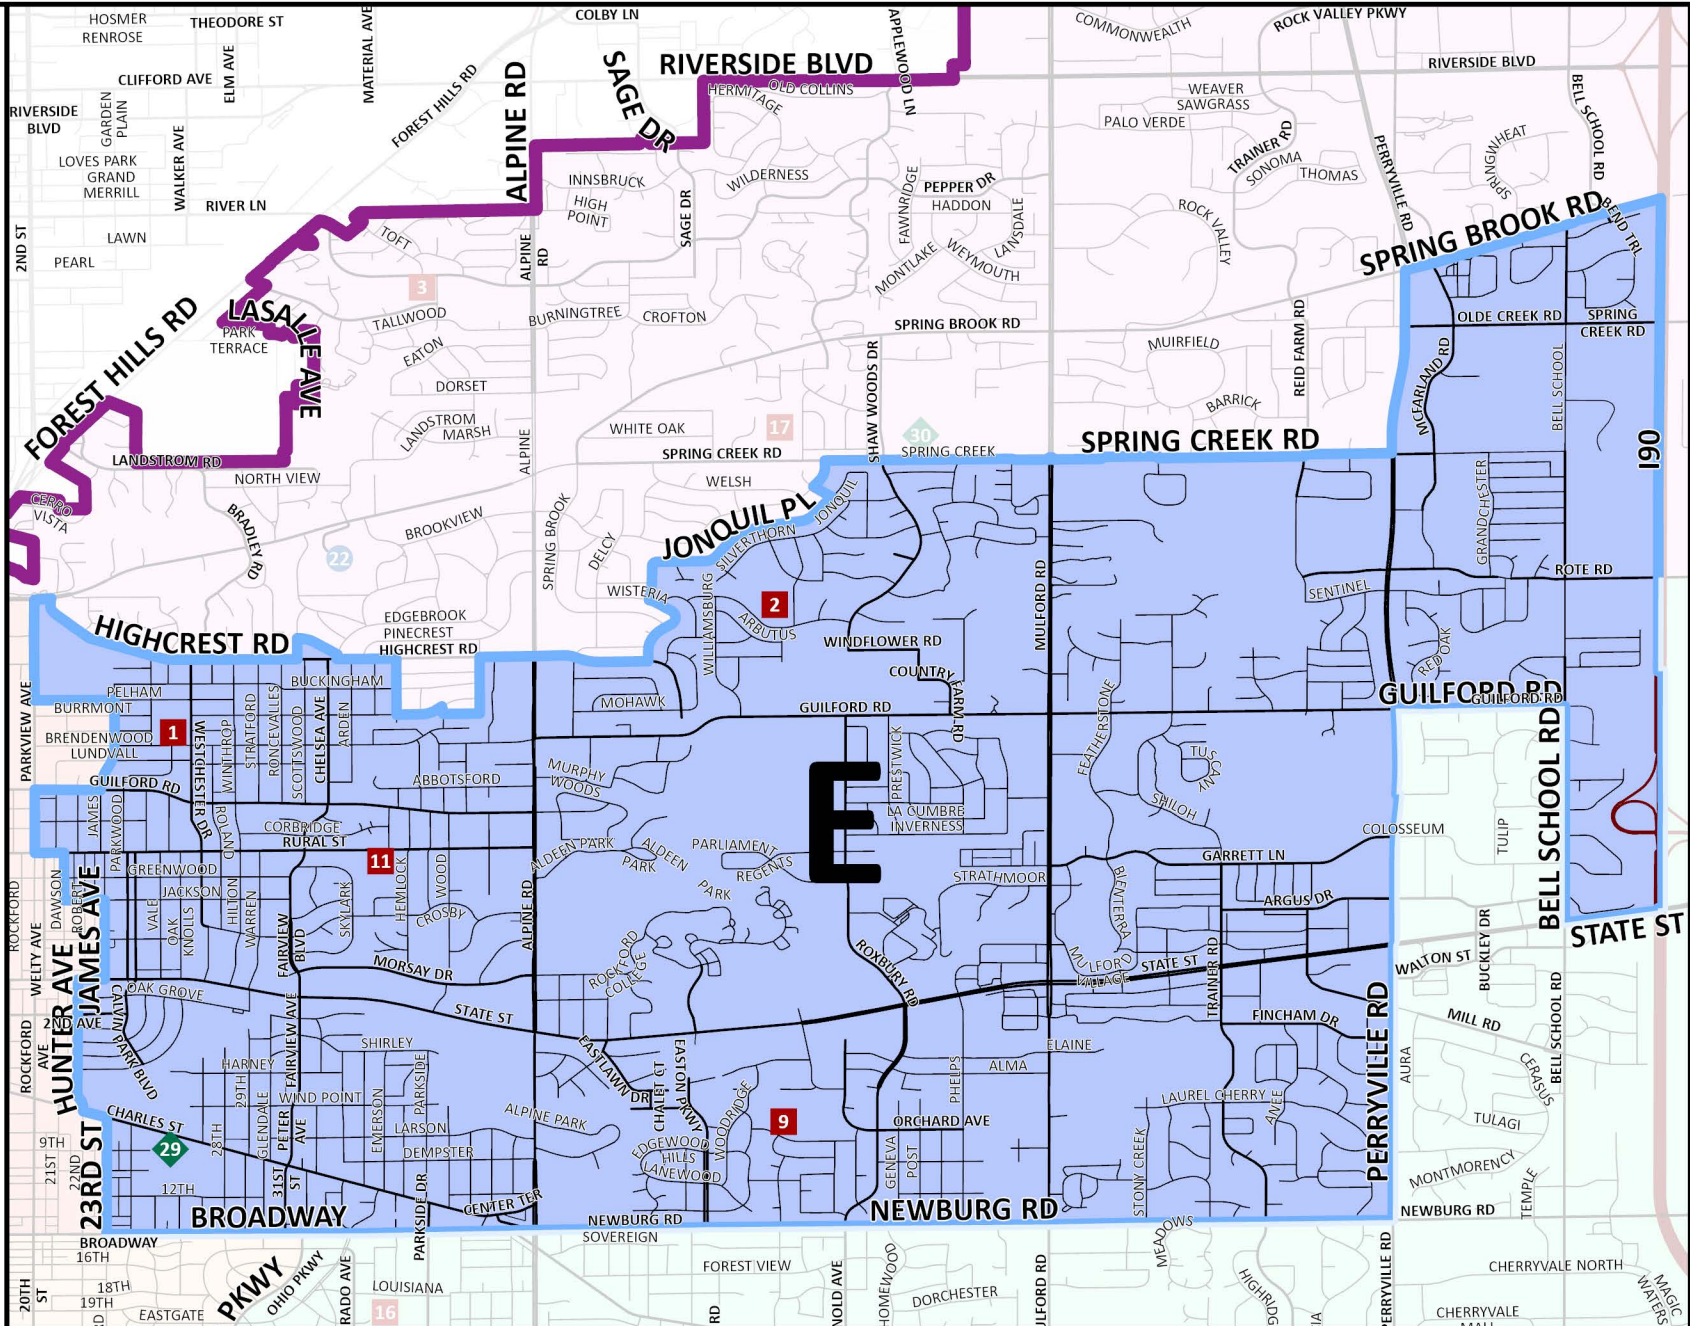 HOSMER
RENROSE
THEODORE ST
ELM AVE
MATERIAL AVE
COLBY LN
CLIFFORD AVE
RIVERSIDE
BLVD
GARDEN
PLAIN
WALKER AVE
LOVES PARK
GRAND
MERRILL
RIVER LN
LAWN
PEARL
2ND ST
FOREST HILLS RD
ALPINE RD
SAGE DR
RIVERSIDE BLVD
APPLEWOOD LN
HERMITAGE
OLD COLLINS
COMMONWEALTH
ROCK VALLEY PKWY
RIVERSIDE BLVD
WEAVER
SAWGRASS
PALO VERDE
TRAINER RD
SONOMA
THOMAS
PERRYVILLE RD
SPRINGWHEAT
SPRINGS
BELL SCHOOL RD
INNSBRUCK
HIGH
POINT
SAGE DR
WILDERNESS
FAWNRIDGE
PEPPER DR
HADDON
LANSDALE
MONTLAKE
WEYMOUTH
ROCK VALLEY
SPRING BROOK RD
BEND TRL
TOFT
ALPINE
RD
3
FOREST HILLS RD
LASALLE AVE
PARK
TERRACE
TALLWOOD
EATON
BURNINGTREE
CROFTON
SPRING BROOK RD
MUIRFIELD
REID FARM RD
BARRICK
OLDE CREEK RD
SPRING
CREEK RD
MCFARLAND RD
BELL SCHOOL
DORSET
LANDSTROM
MARSH
WHITE OAK
17
30
SHAW WOODS DR
SPRING CREEK RD
SPRING CREEK
SPRING CREEK RD
I90
ALPINE
LANDSTROM RD
NORTH VIEW
CERRO
VISTA
BRADLEY RD
BROOKVIEW
22
SPRING BROOK
DELCY
WELSH
JONQUIL PL
JONQUIL
SILVERTHORN
WISTERIA
WILLIAMSBURG
2
ARBUTUS
WINDFLOWER RD
MULFORD RD
GRANDCHESTER
ROTE RD
SENTINEL
RED OAK
EDGEBROOK
PINECREST
HIGHCREST RD
HIGHCREST RD
BUCKINGHAM
COUNTRY
FARM RD
MOHAWK
GUILFORD RD
GUILFORD RD
GUILFORD RD
PARKVIEW AVE
PELHAM
BURRMONT
1
BRENDENWOOD
LUNDVALL
GUILFORD RD
WESTCHESTER DR
WINTHROP
STRATFORD
RONCEVALLES
SCOTTSWOOD
CHELSEA AVE
ARDEN
ABBOTSFORD
MURPHY
WOODS
E
PRESTWICK
LA CUMBRE
INVERNESS
FEATHERSTONE
TUSCANY
SHILOH
BELL SCHOOL RD
TULIP
COLOSSEUM
JAMES
PARKWOOD
ROLAND
CORBRIDGE
RURAL ST
11
GREENWOOD
JACKSON
HEMLOCK
WOOD
CROSBY
ALDEEN PARK
ALDEEN
PARK
PARK
PARLIAMENT
REGENTS
STRATHMOOR
GARRETT LN
ARGUS DR
STATE ST
ROCKFORD
DAWSON
ROBERT
JAMES AVE
VALE
OAK
KNOLLS
HILTON
WARREN
FAIRVIEW
BLVD
SKYLARK
MORSAY DR
ALPINE RD
ROCKFORD
COLLEGE
ROXBURY RD
BLENTERRA
MULFORD
VILLAGE
STATE ST
TRAINER RD
WALTON ST
BUCKLEY DR
WELTY AVE
HUNTER AVE
OAK GROVE
2ND AVE
CALVIN PARK BLVD
STATE ST
FAIRVIEW AVE
SHIRLEY
HARNEY
29TH
WIND POINT
PARKSIDE
EASTLAWN
DR
CHALET CT
EASTON PKWY
PHELPS
ALMA
ELAINE
FINCHAM DR
PERRYVILLE RD
MILL RD
BELL SCHOOL RD
AURA
CERASUS
ROCKFORD
AVE
CHARLES ST
29
28TH
GLENDALE
PETER
AVE
EMERSON
LARSON
DEMPSTER
ALPINE PARK
WOODRIDGE
9
ORCHARD AVE
LAUREL CHERRY
ANEE
TULAGI
9TH
21ST
22ND
23RD ST
12TH
31ST
ST
PARKSIDE DR
CENTER TER
EDGEWOOD
HILLS
LANEWOOD
GENEVA
POST
STONY CREEK
MONTMORENCY
TEMPLE
BROADWAY
NEWBURG RD
SOVEREIGN
NEWBURG RD
NEWBURG RD
BROADWAY
16TH
18TH
19TH
20TH
ST
EASTGATE
PKWY
OHIO PKWY
RADO AVE
LOUISIANA
16
FOREST VIEW
RD
NOLD AVE
HOMEWOOD
DORCHESTER
ULFORD RD
MEADOWS
HIGHRIDG
IA
PERRYVILLE RD
CHERRYVALE NORTH
CHERRYVALE
MALL
MAGIC
WATERS